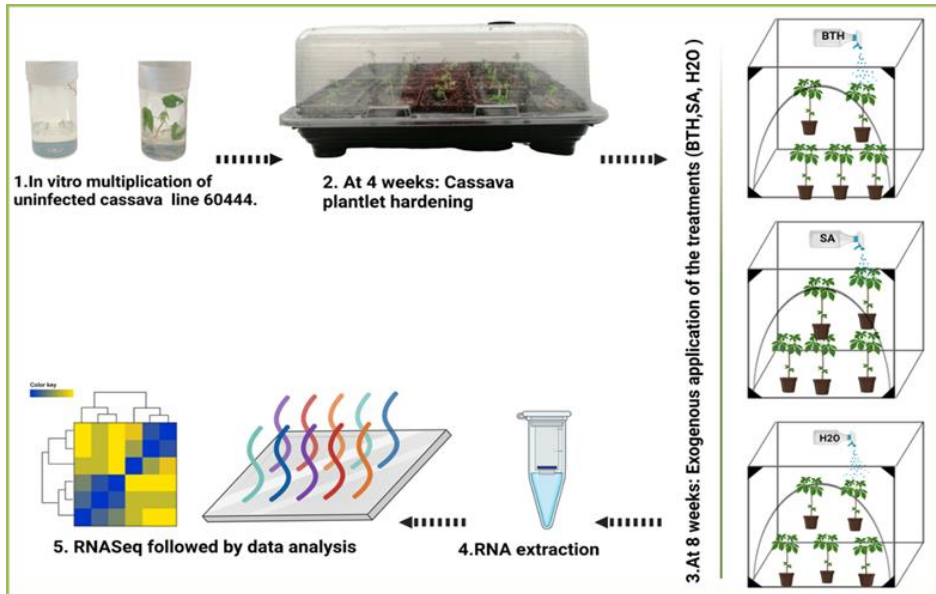 1.In vitro multiplication of
uninfected cassava line 60444.
2. At 4 weeks: Cassava
plantlet hardening
3.At 8 weeks: Exogenous application of the treatments (BTH,SA, H2O )
BTH
SA
H2O
4.RNA extraction
Color key
5. RNASeq followed by data analysis